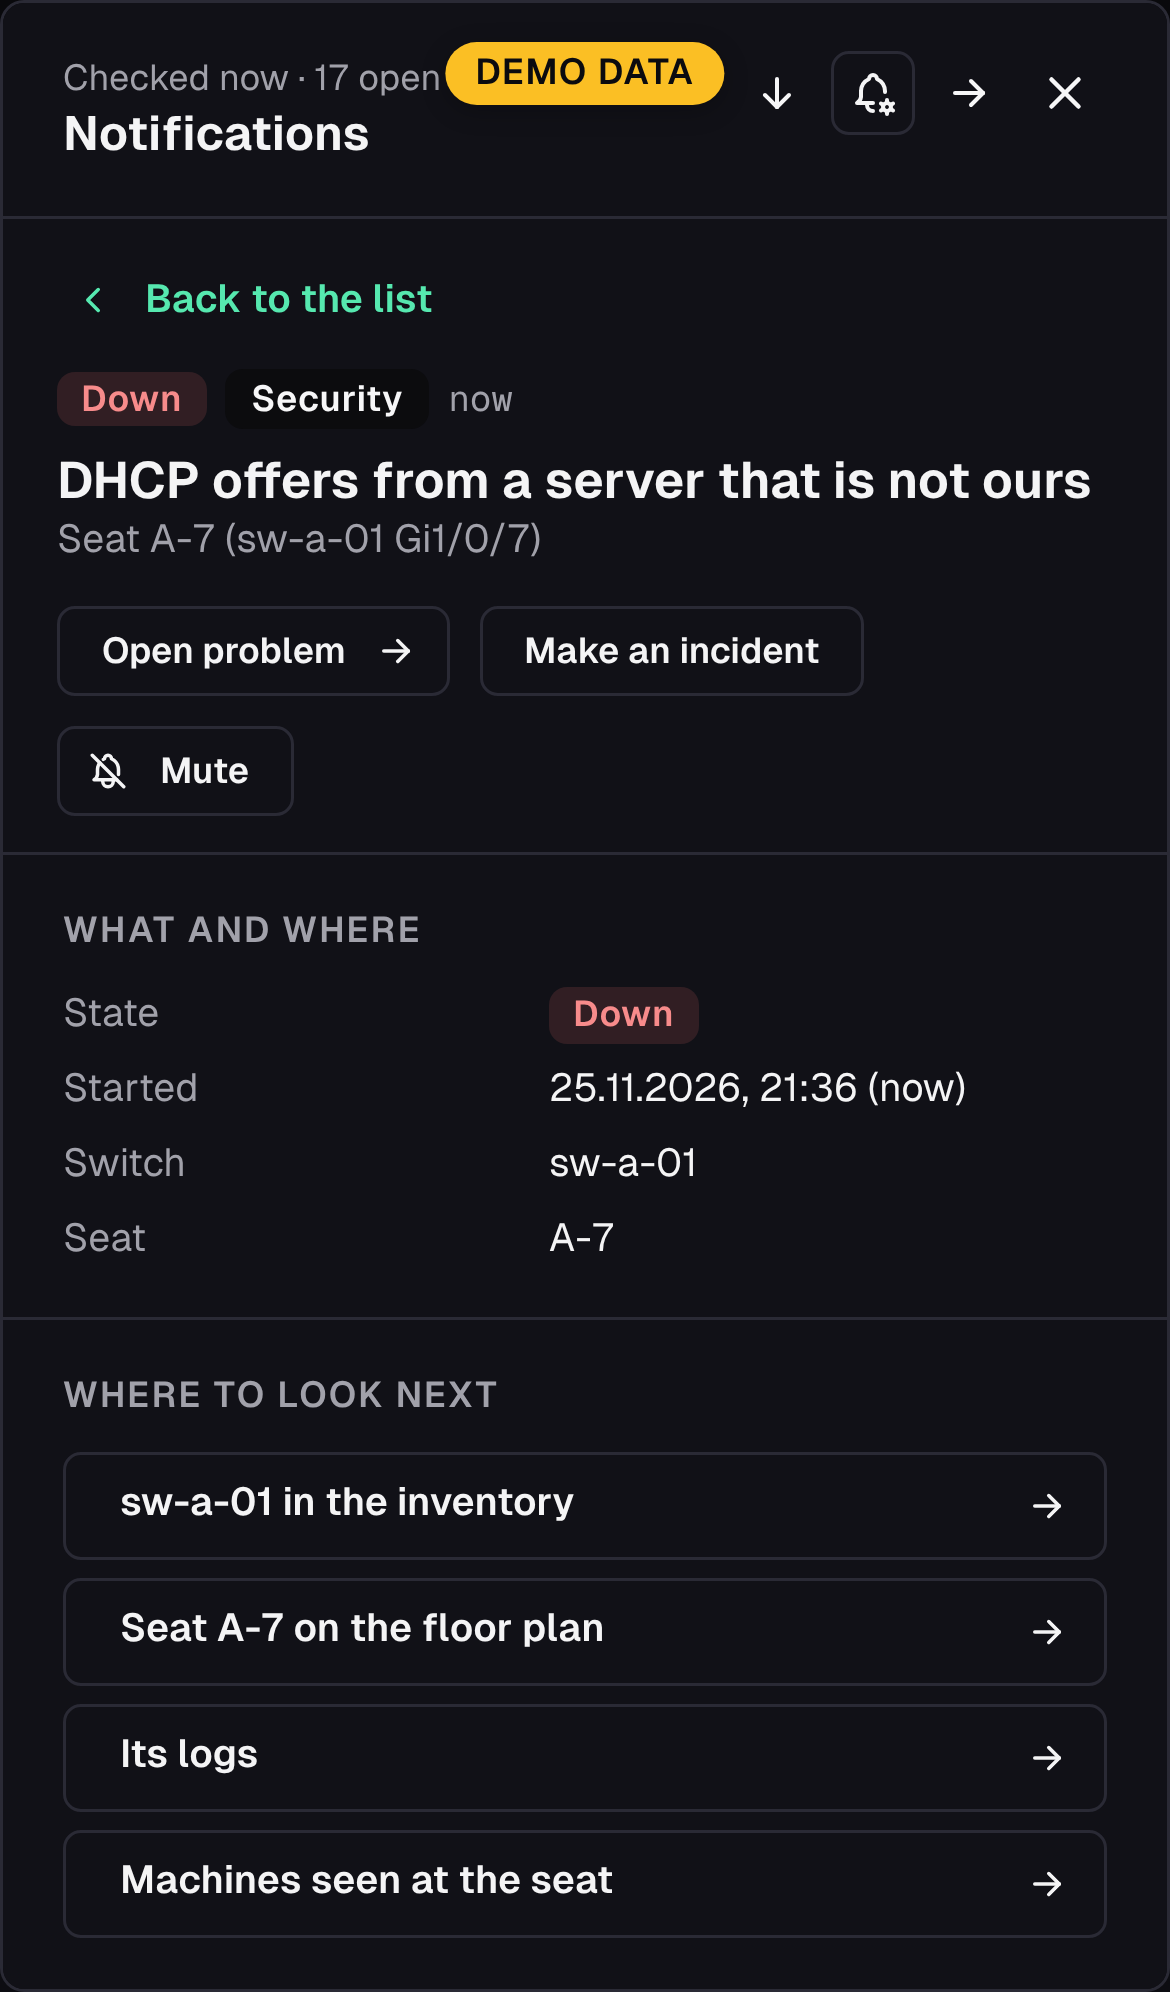 Checked now · 17 open
DEMO DATA
Notifications
Back to the list
Down Security now
DHCP offers from a server that is not ours
Seat A-7 (sw-a-01 Gi1/0/7)
Open problem
Make an incident
Mute
WHAT AND WHERE
State Down
Started 25.11.2026, 21:36 (now)
Switch sw-a-01
Seat A-7
WHERE TO LOOK NEXT
sw-a-01 in the inventory
Seat A-7 on the floor plan
Its logs
Machines seen at the seat